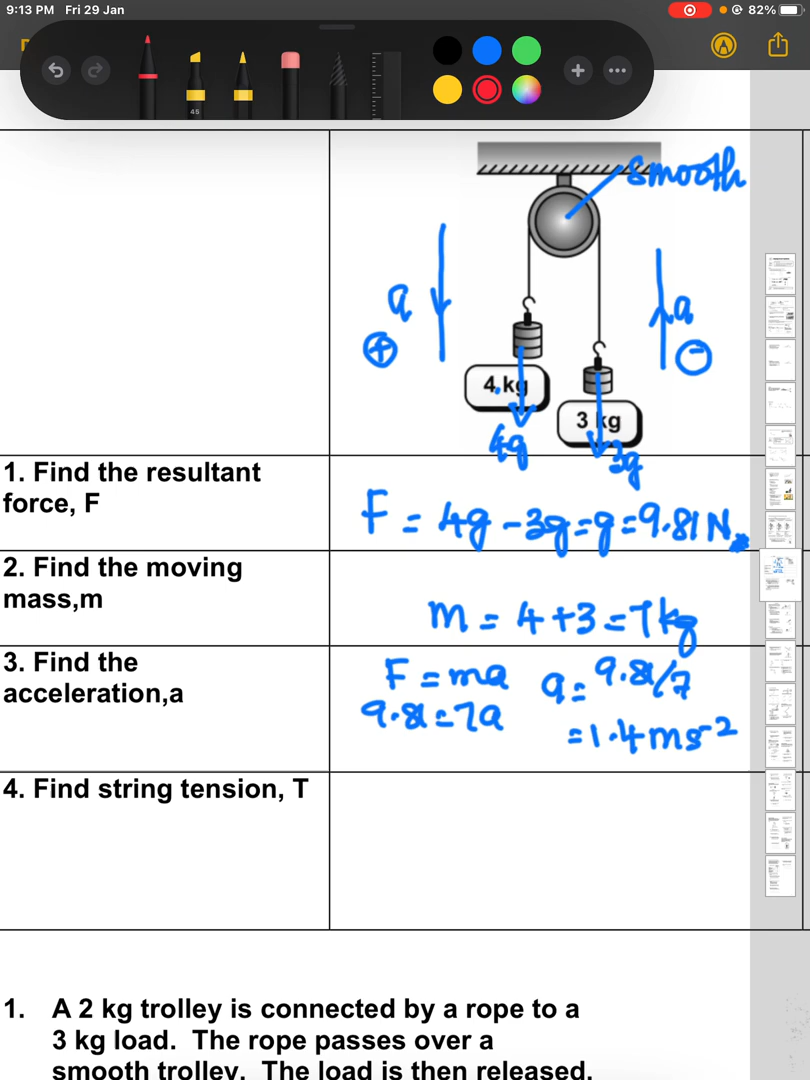 9:13 PM Fri 29 Jan
82%
45
smooth
a
+
a
−
4 kg
3 kg
4g
3g
1. Find the resultant
force, F
F = 4g - 3g = g = 9.81 N
2. Find the moving
mass,m
m = 4 + 3 = 7 kg
3. Find the
acceleration,a
F = ma
9.81 = 7a
a = 9.81/7
= 1.4 ms-2
4. Find string tension, T
1. A 2 kg trolley is connected by a rope to a
3 kg load. The rope passes over a
smooth trolley. The load is then released.